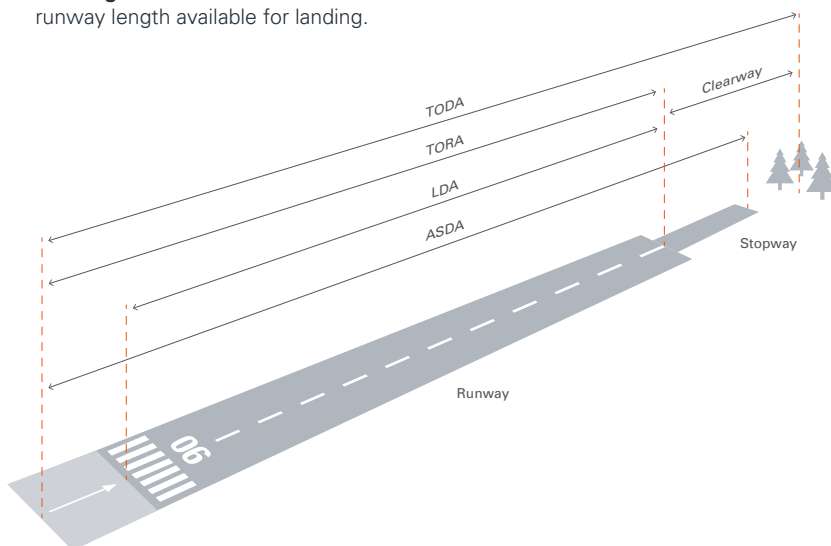 runway length available for landing.
Clearway
TODA
TORA
LDA
ASDA
Stopway
Runway
06